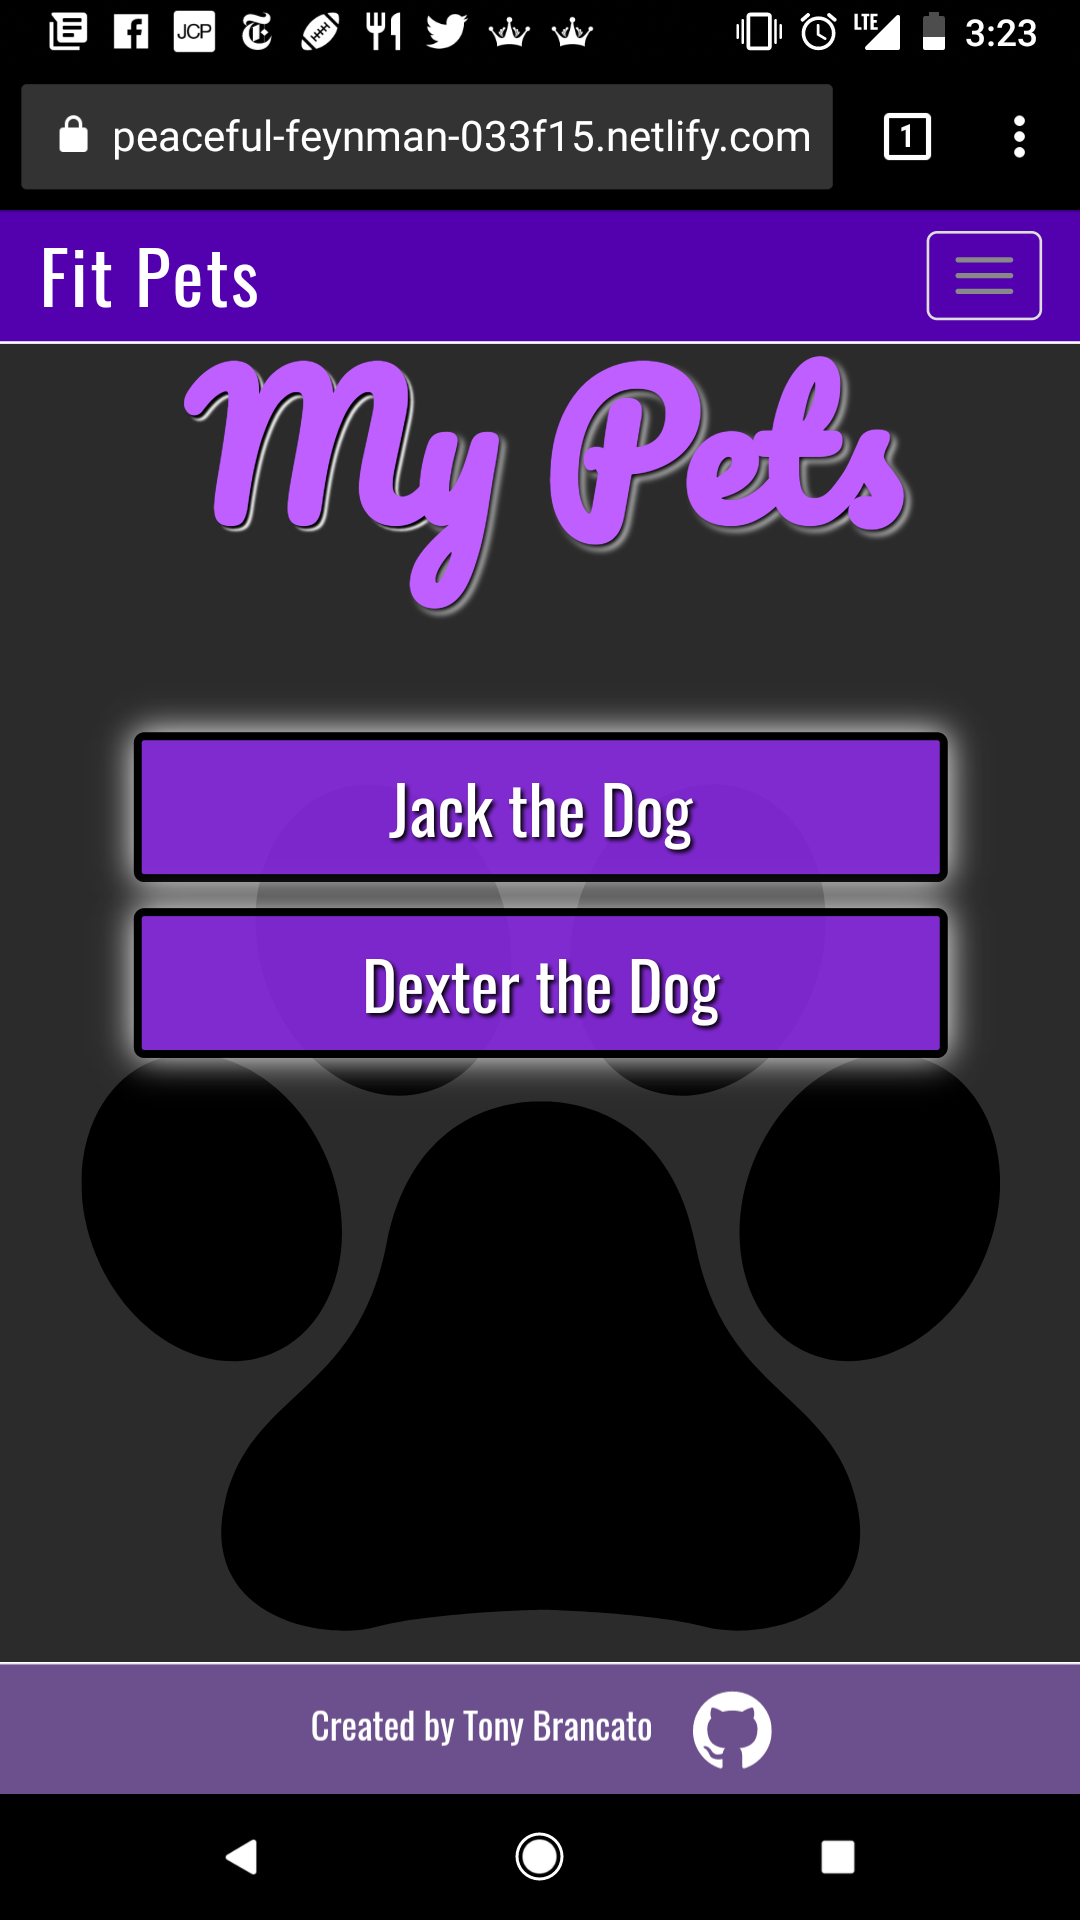 JCP LTE 3:23
peaceful-feynman-033f15.netlify.com 1
Fit Pets
My Pets
Jack the Dog
Dexter the Dog
Created by Tony Brancato